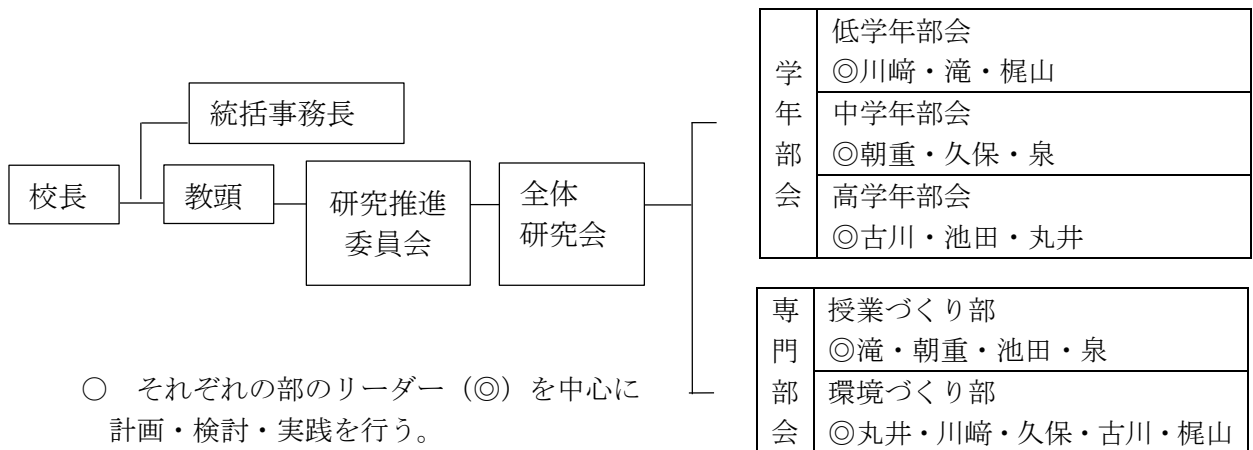 校長
統括事務長
教頭
研究推進
委員会
全体
研究会
学年部会
低学年部会
◎川﨑・滝・梶山
中学年部会
◎朝重・久保・泉
高学年部会
◎古川・池田・丸井
専門部会
授業づくり部
◎滝・朝重・池田・泉
環境づくり部
◎丸井・川﨑・久保・古川・梶山
○ それぞれの部のリーダー（◎）を中心に
計画・検討・実践を行う。